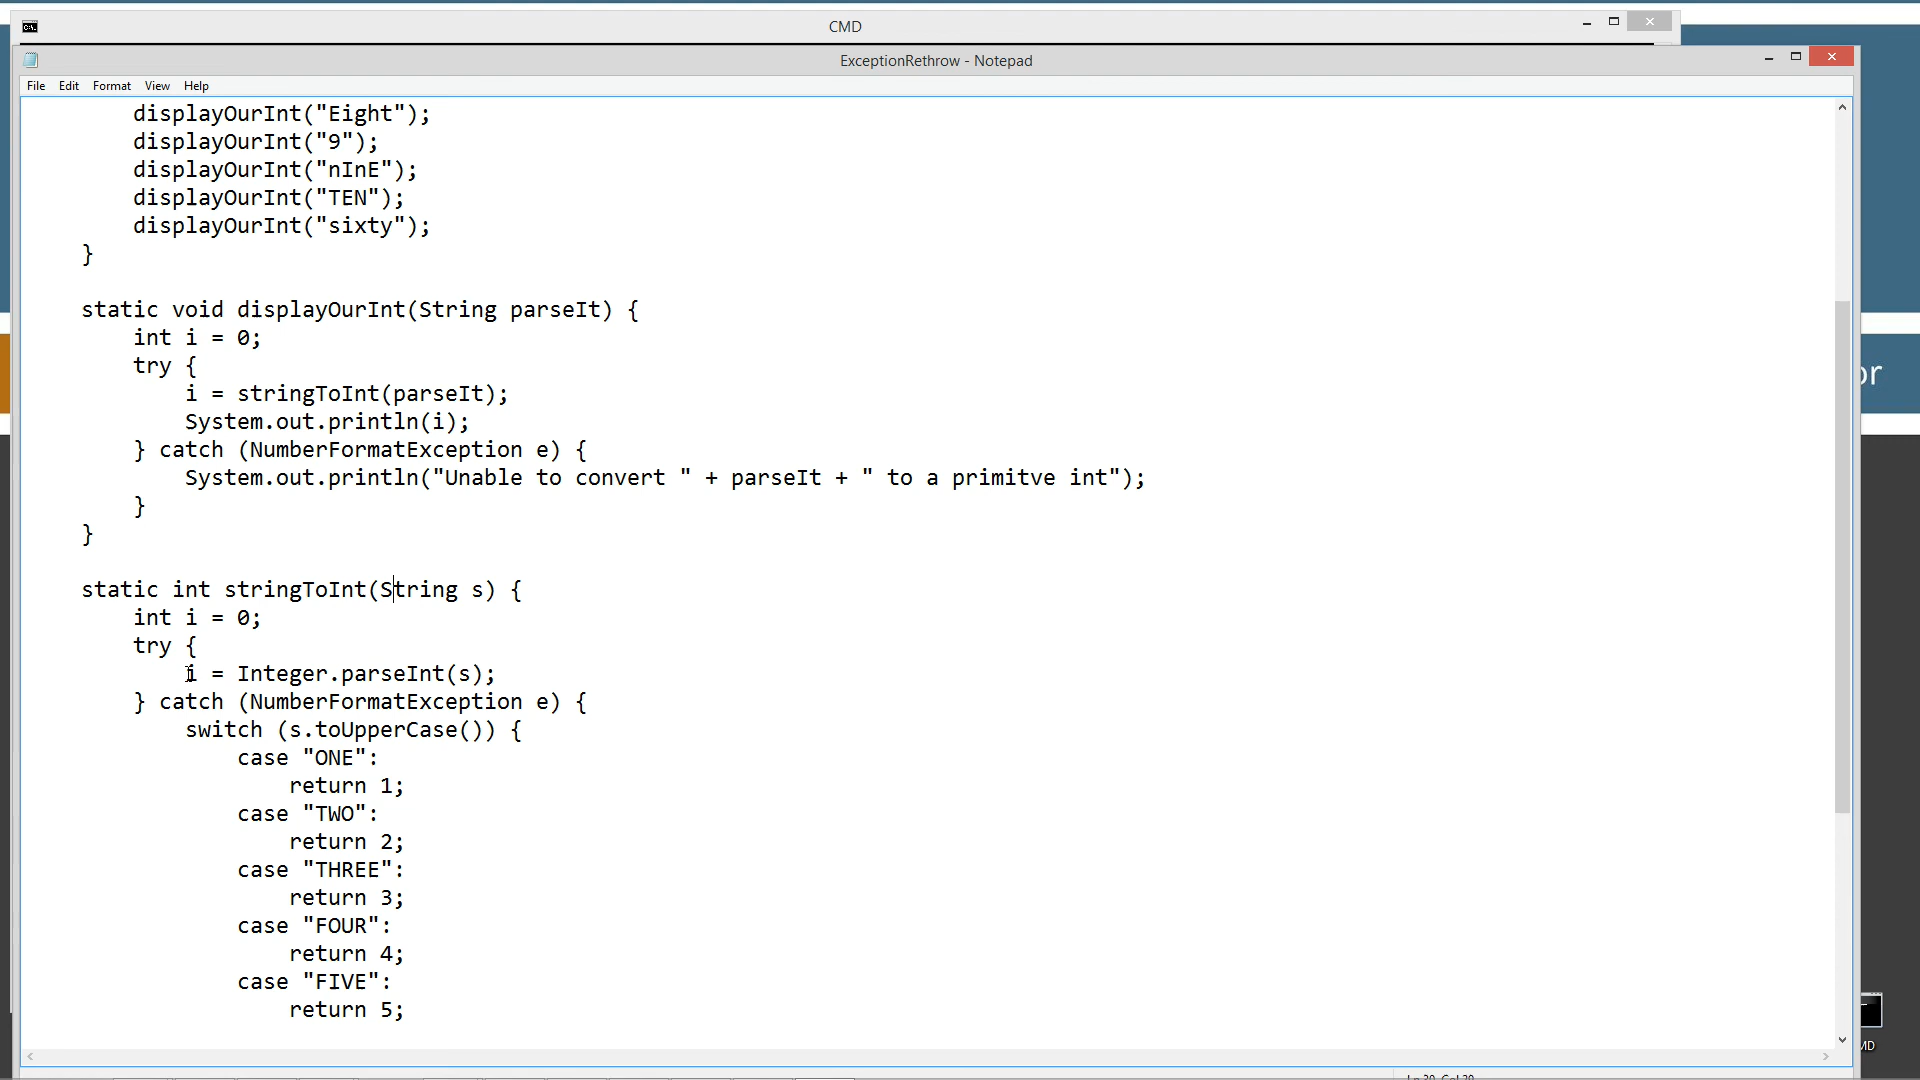 CMD
ExceptionRethrow - Notepad
File Edit Format View Help
displayOurInt("Eight");
displayOurInt("9");
displayOurInt("nInE");
displayOurInt("TEN");
displayOurInt("sixty");
}
static void displayOurInt(String parseIt) {
int i = 0;
try {
i = stringToInt(parseIt);
System.out.println(i);
} catch (NumberFormatException e) {
System.out.println("Unable to convert " + parseIt + " to a primitve int");
}
}
static int stringToInt(String s) {
int i = 0;
try {
i = Integer.parseInt(s);
} catch (NumberFormatException e) {
switch (s.toUpperCase()) {
case "ONE":
return 1;
case "TWO":
return 2;
case "THREE":
return 3;
case "FOUR":
return 4;
case "FIVE":
return 5;
or
MD